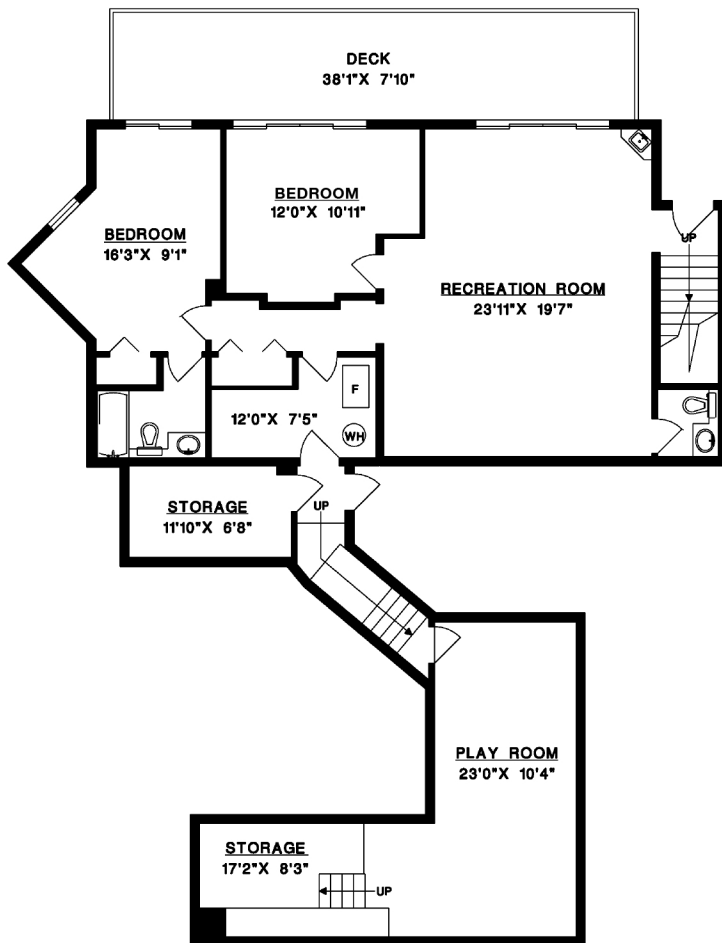 DECK
38'1"X 7'10"
BEDROOM
12'0"X 10'11"
BEDROOM
16'3"X 9'1"
UP
RECREATION ROOM
23'11"X 19'7"
F
12'0"X 7'5"
WH
STORAGE
11'10"X 6'8"
UP
PLAY ROOM
23'0"X 10'4"
STORAGE
17'2"X 8'3"
UP